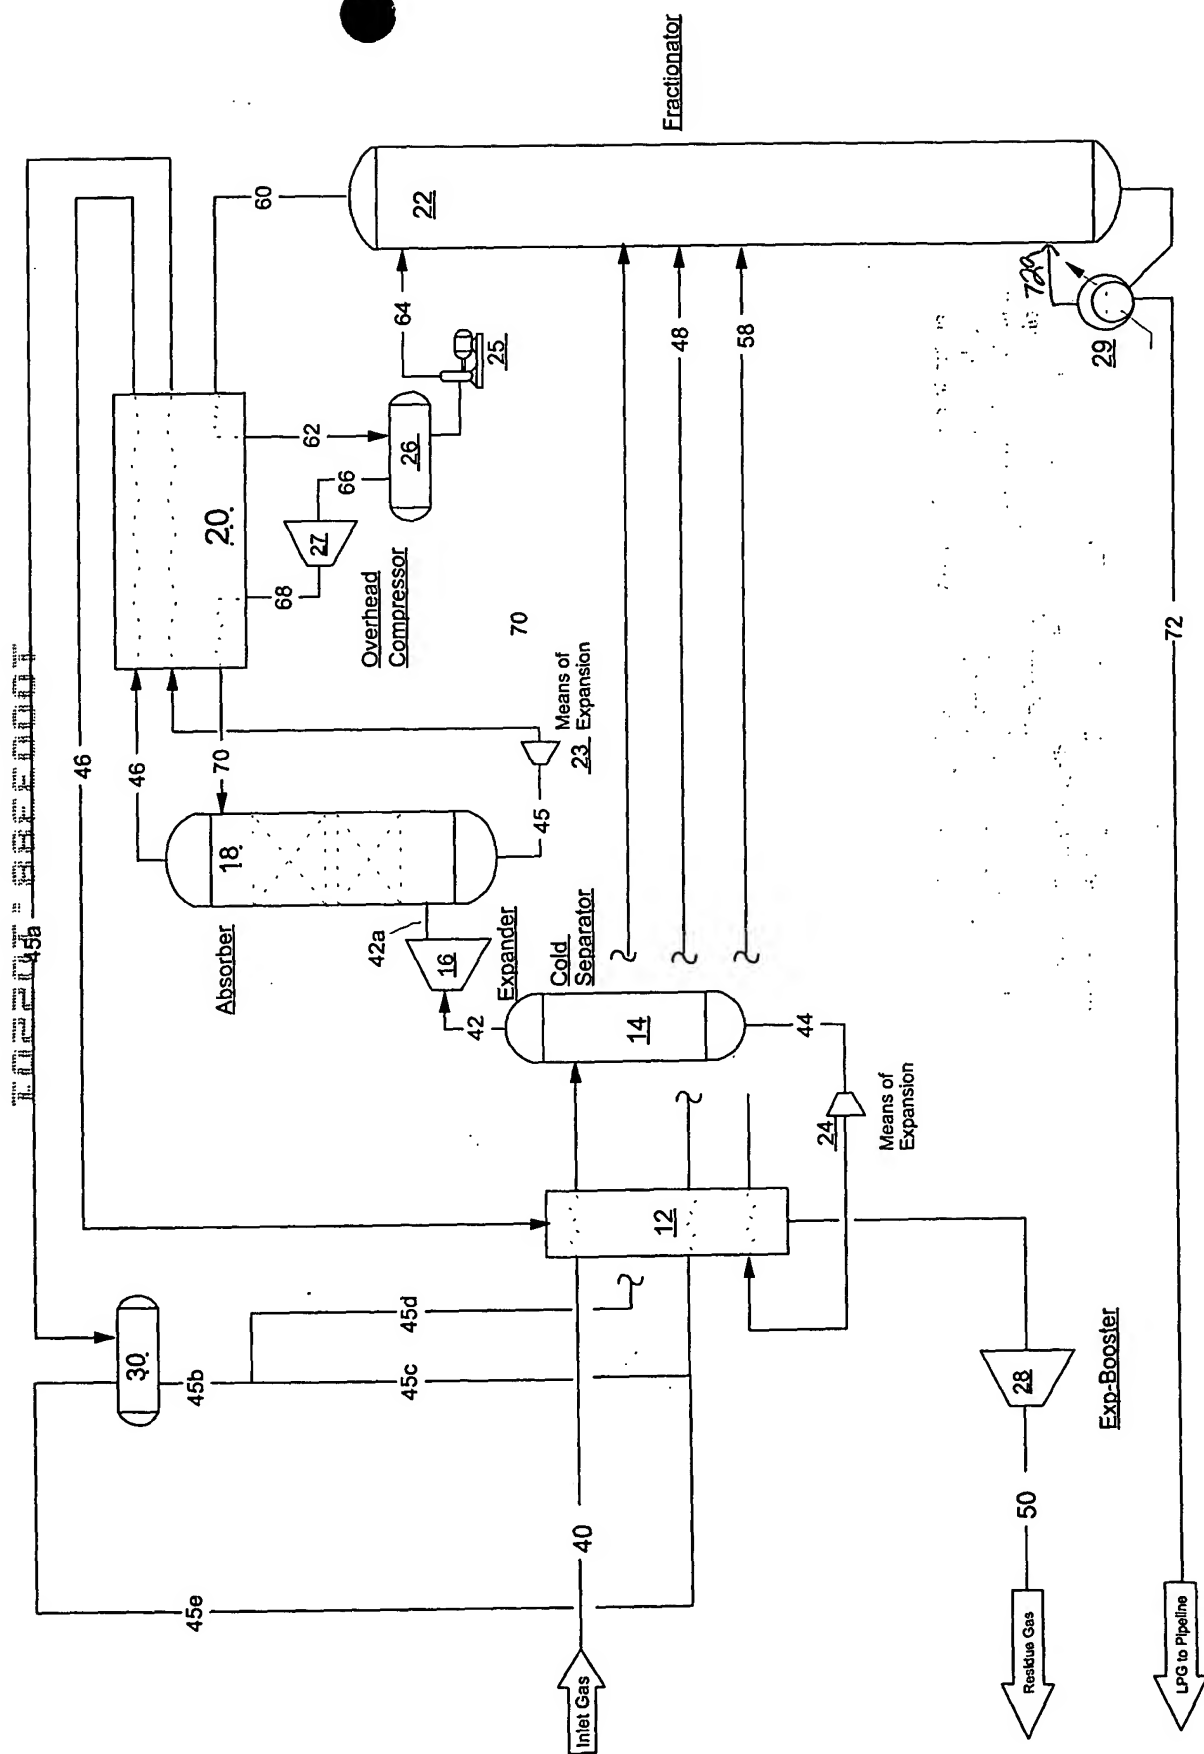 45a
46
30
46
45e
45b
70
20
Absorber
18
60
68
62
27
66
Overhead
Compressor
42a
64
45d
45c
26
22
16
42
25
Expander
70
45
Cold
Separator
23
Means of
Expansion
Inlet Gas
40
14
12
Fractionator
48
58
44
24
Means of
Expansion
28
Residue Gas
50
72a
29
Exp-Booster
LPG to Pipeline
72